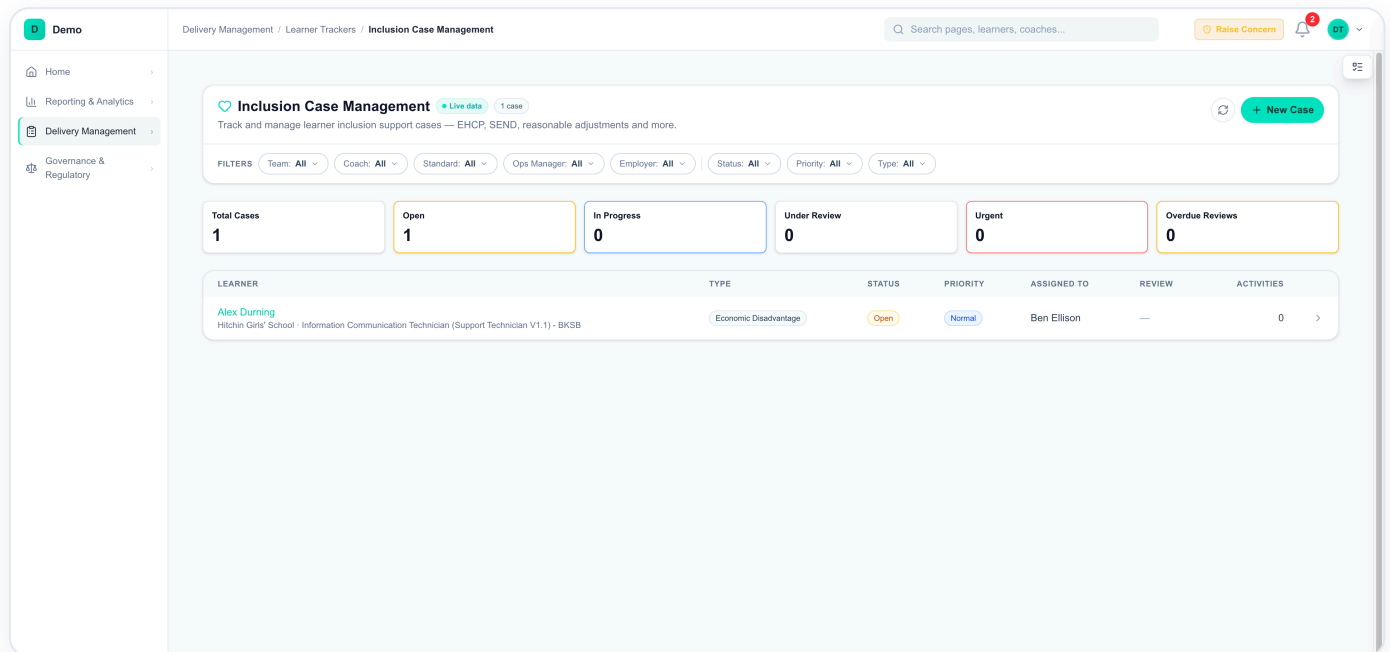 D Demo
Delivery Management / Learner Trackers / Inclusion Case Management
Search pages, learners, coaches...
Raise Concern
2
DT
Home
Reporting & Analytics
Delivery Management
Governance &
Regulatory
Inclusion Case Management
Live data
1 case
Track and manage learner inclusion support cases — EHCP, SEND, reasonable adjustments and more.
+ New Case
FILTERS Team: All Coach: All Standard: All Ops Manager: All Employer: All Status: All Priority: All Type: All
Total Cases Open In Progress Under Review Urgent Overdue Reviews
1 1 0 0 0 0
LEARNER TYPE STATUS PRIORITY ASSIGNED TO REVIEW ACTIVITIES
Alex Durning
Hitchin Girls' School · Information Communication Technician (Support Technician V1.1) - BKSB
Economic Disadvantage Open Normal Ben Ellison — 0